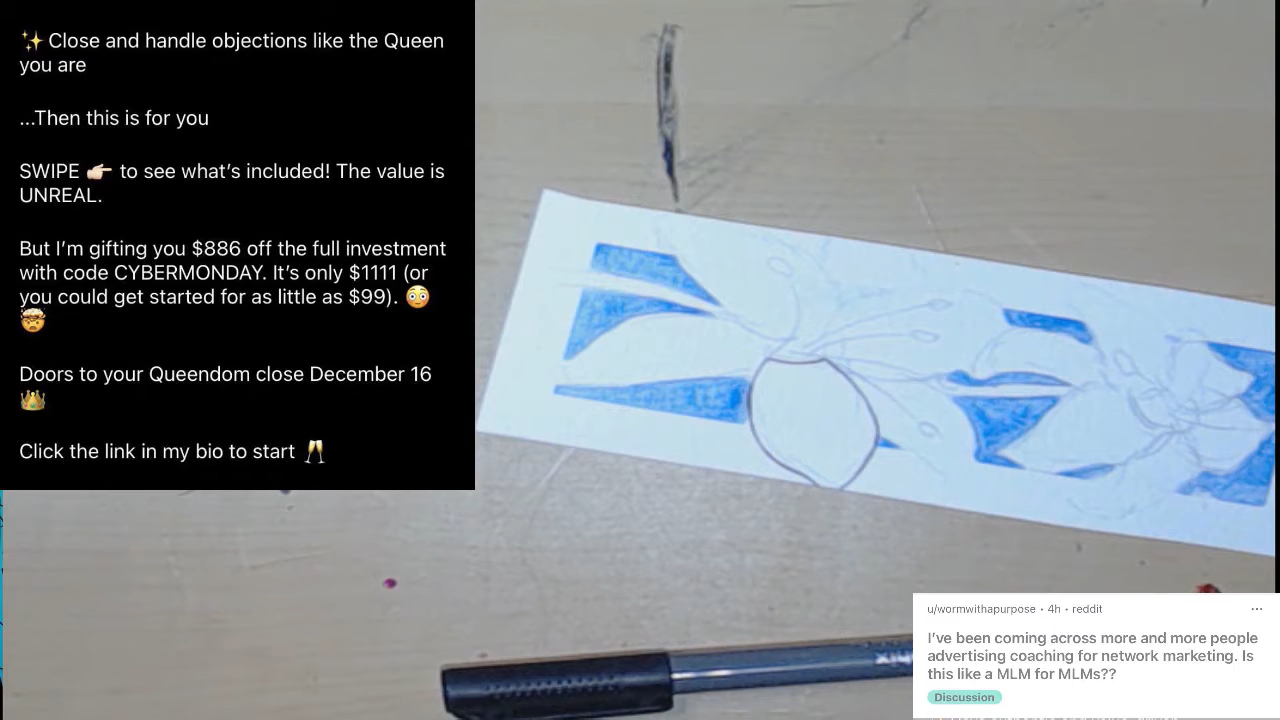 ✨ Close and handle objections like the Queen
you are
...Then this is for you
SWIPE 👉🏻 to see what's included! The value is
UNREAL.
But I'm gifting you $886 off the full investment
with code CYBERMONDAY. It's only $1111 (or
you could get started for as little as $99). 😳
🤯
Doors to your Queendom close December 16
👑
Click the link in my bio to start 🥂
u/wormwithapurpose • 4h • reddit
I've been coming across more and more people
advertising coaching for network marketing. Is
this like a MLM for MLMs??
Discussion